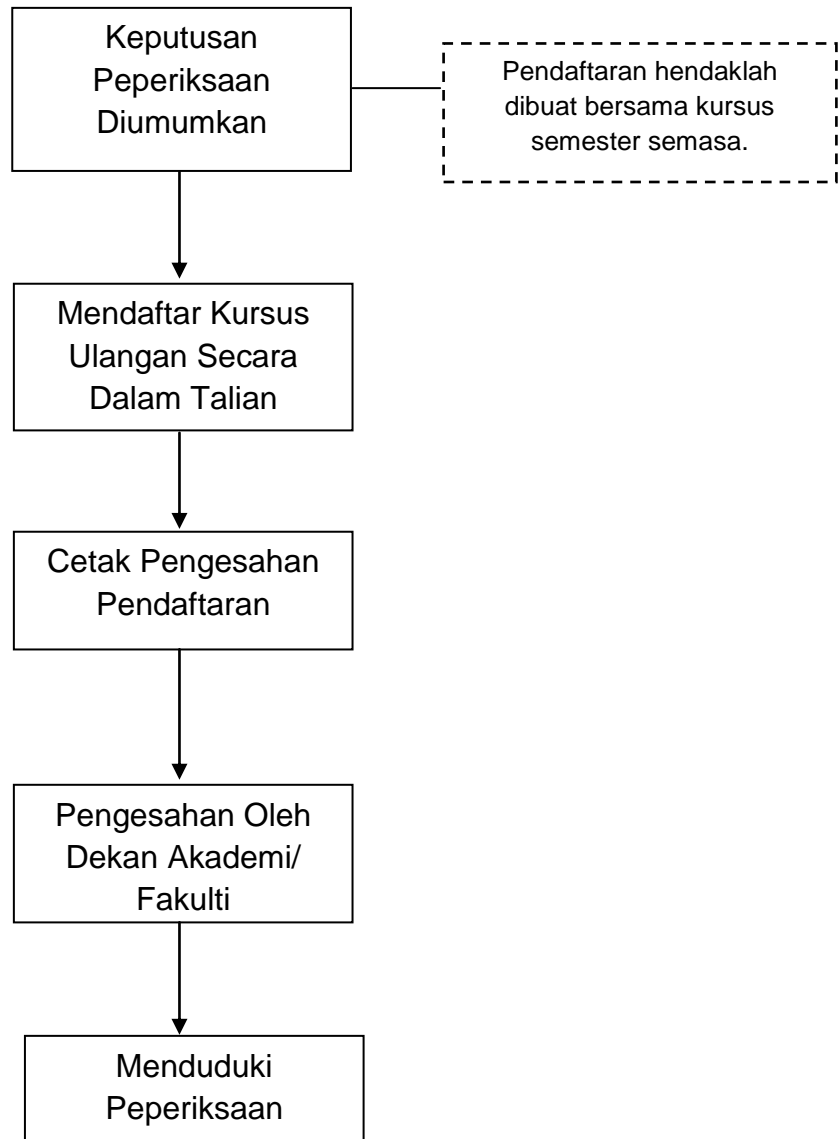 Keputusan
Peperiksaan
Diumumkan
Pendaftaran hendaklah
dibuat bersama kursus
semester semasa.
Mendaftar Kursus
Ulangan Secara
Dalam Talian
Cetak Pengesahan
Pendaftaran
Pengesahan Oleh
Dekan Akademi/
Fakulti
Menduduki
Peperiksaan